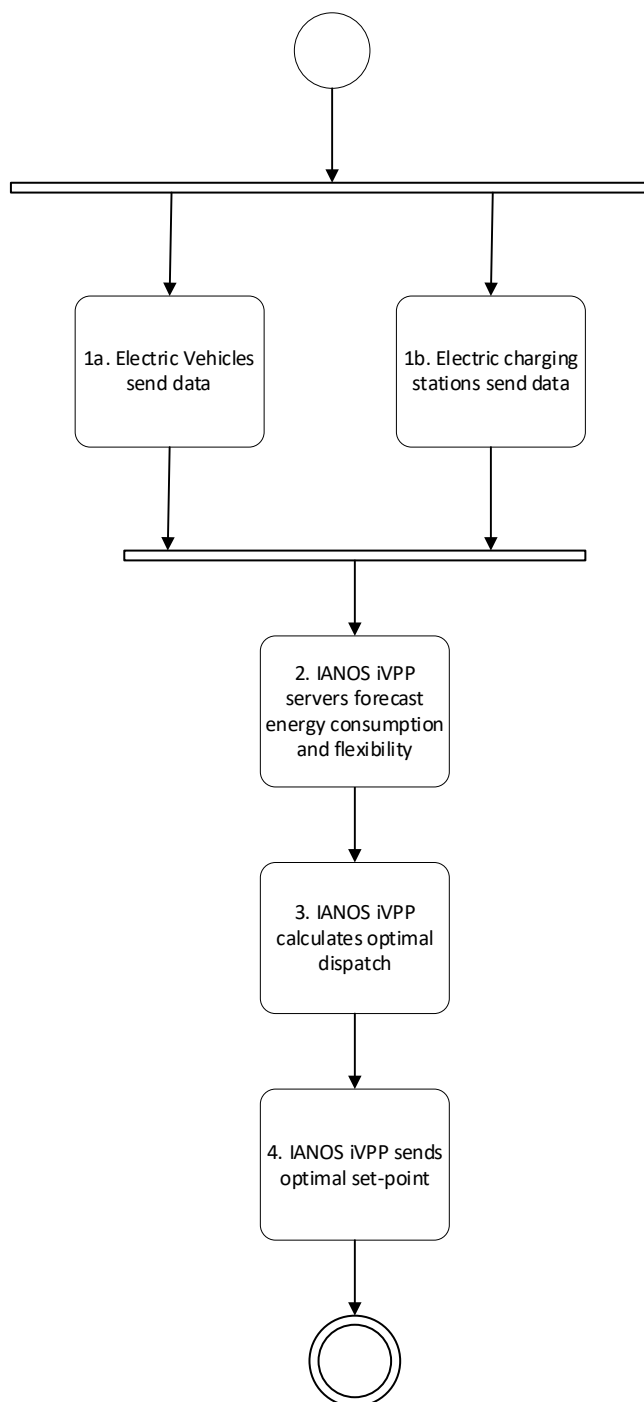 1a. Electric Vehicles
send data
1b. Electric charging
stations send data
2. IANOS iVPP
servers forecast
energy consumption
and flexibility
3. IANOS iVPP
calculates optimal
dispatch
4. IANOS iVPP sends
optimal set-point